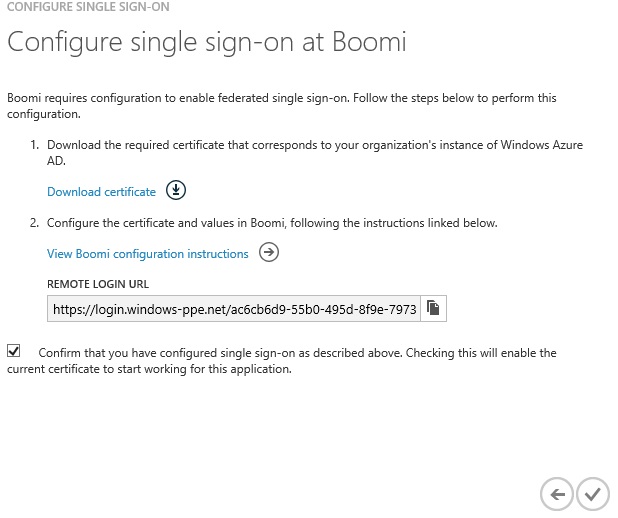 CONFIGURE SINGLE SIGN-ON
Configure single sign-on at Boomi
Boomi requires configuration to enable federated single sign-on. Follow the steps below to perform this
configuration.
1. Download the required certificate that corresponds to your organization's instance of Windows Azure
AD.
Download certificate
2. Configure the certificate and values in Boomi, following the instructions linked below.
View Boomi configuration instructions
REMOTE LOGIN URL
https://login.windows-ppe.net/ac6cb6d9-55b0-495d-8f9e-7973
Confirm that you have configured single sign-on as described above. Checking this will enable the
current certificate to start working for this application.